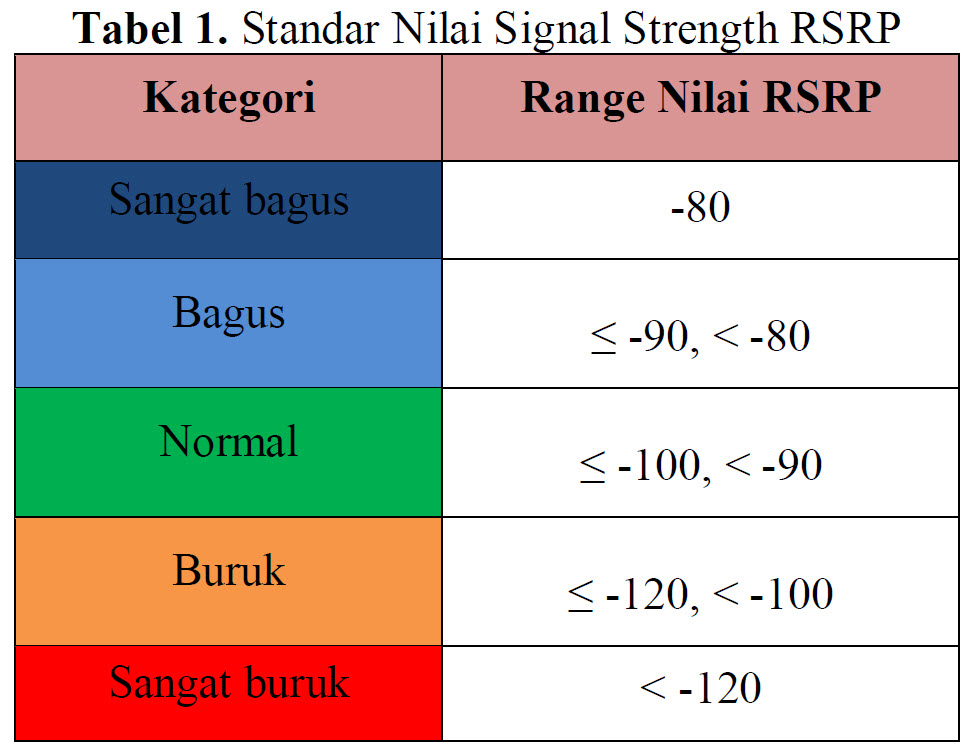 Tabel 1. Standar Nilai Signal Strength RSRP
Kategori Range Nilai RSRP
Sangat bagus -80
Bagus ≤ -90, < -80
Normal ≤ -100, < -90
Buruk ≤ -120, < -100
Sangat buruk < -120